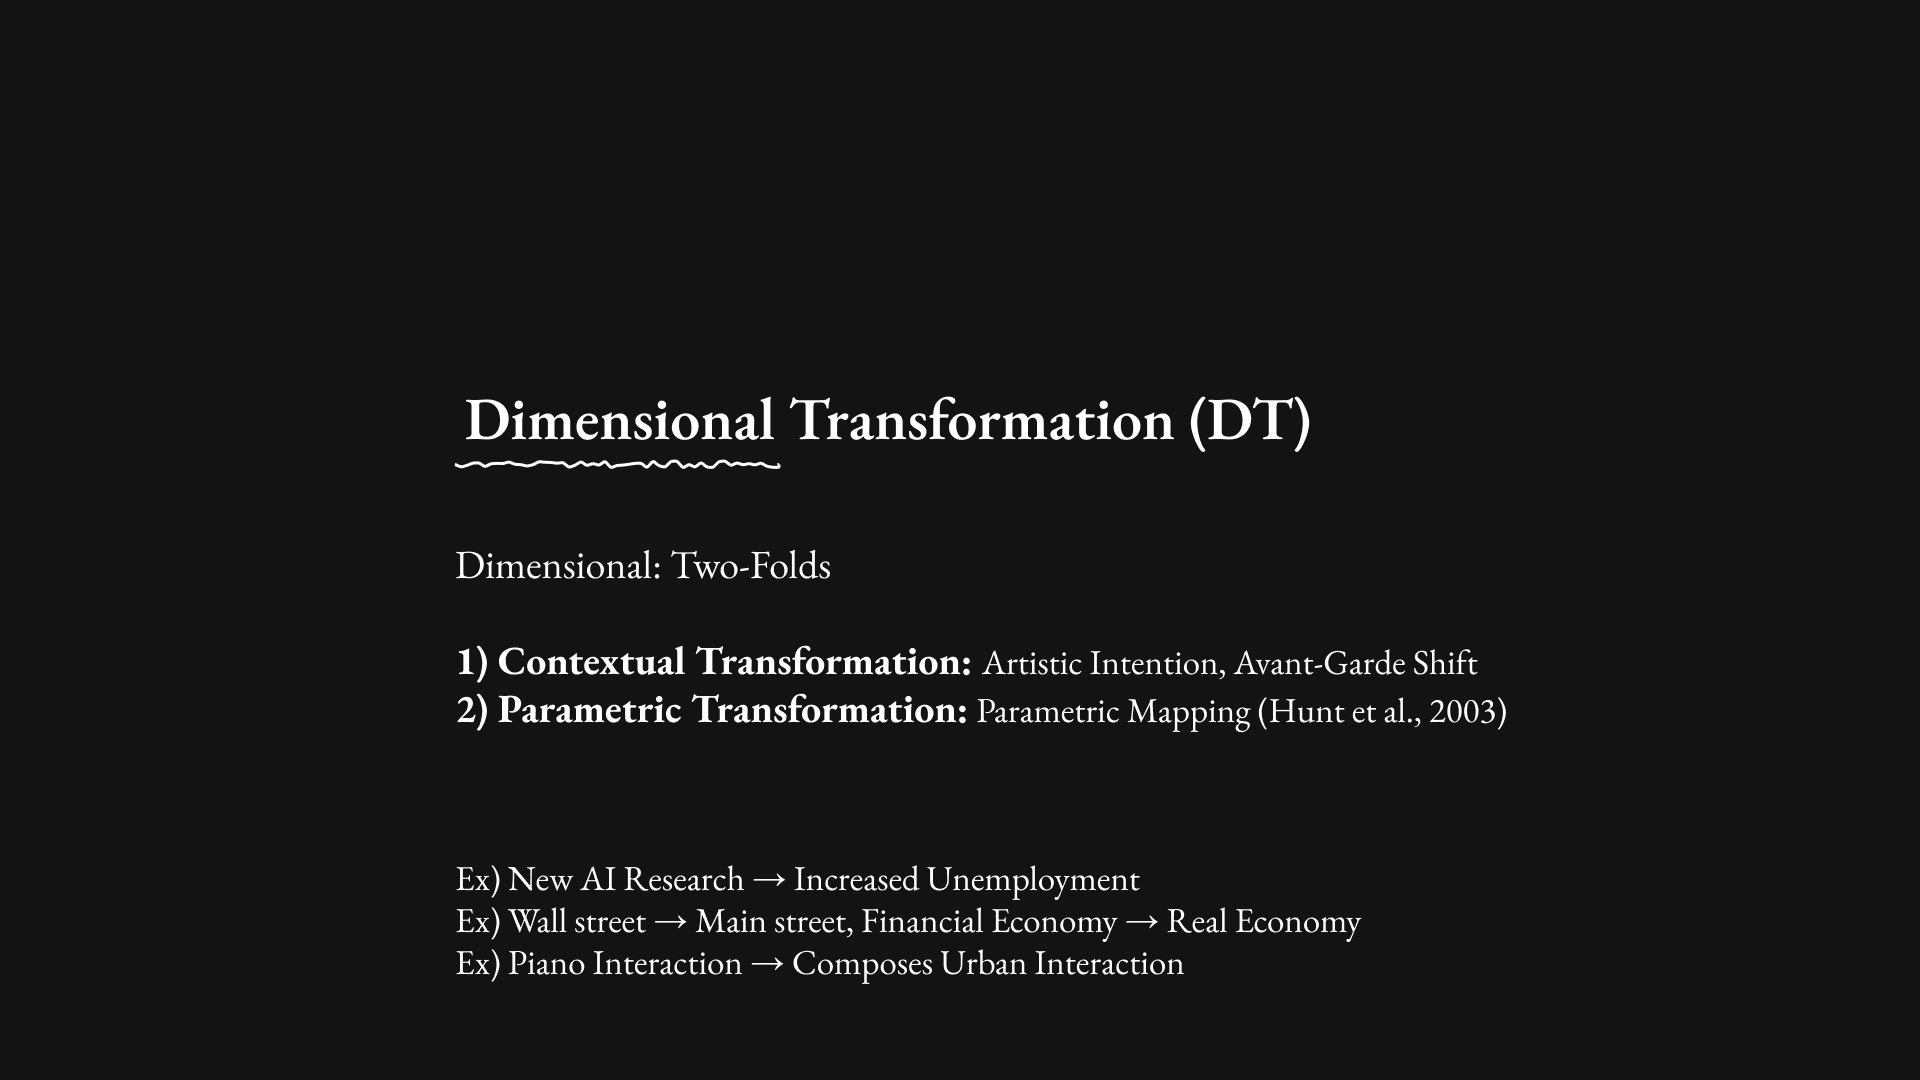 Dimensional Transformation (DT)
Dimensional: Two-Folds
1) Contextual Transformation: Artistic Intention, Avant-Garde Shift
2) Parametric Transformation: Parametric Mapping (Hunt et al., 2003)
Ex) New AI Research → Increased Unemployment
Ex) Wall street → Main street, Financial Economy → Real Economy
Ex) Piano Interaction → Composes Urban Interaction